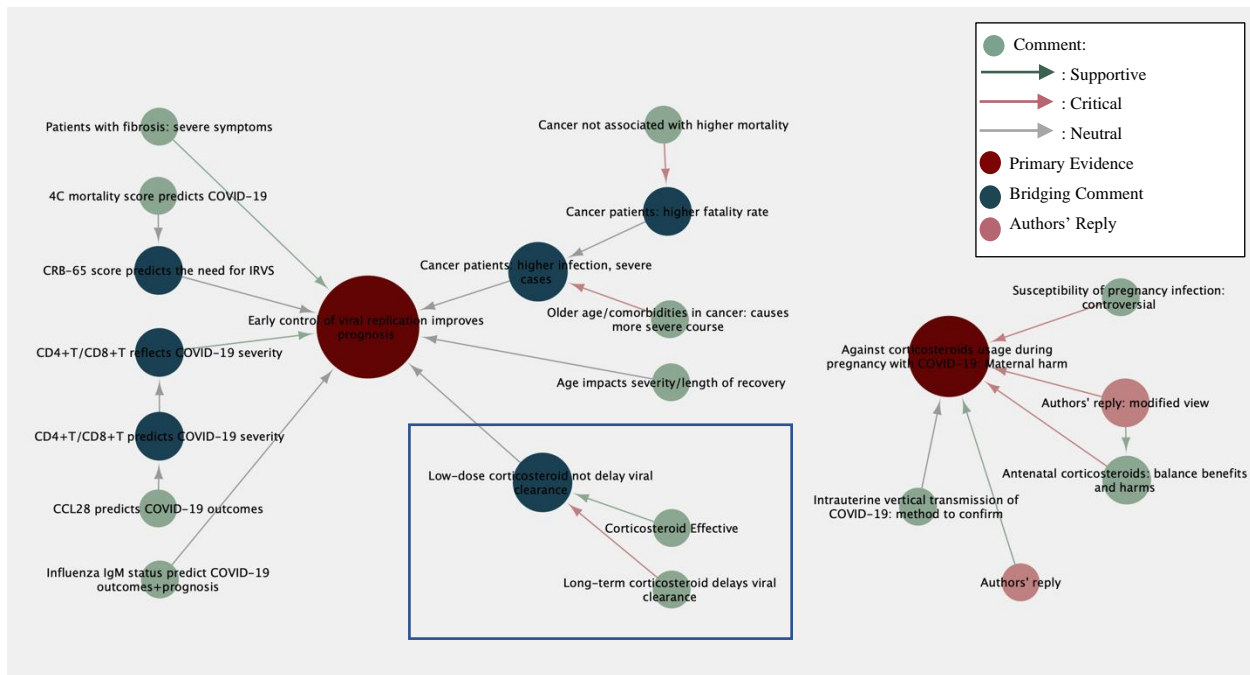 Comment:
: Supportive
: Critical
: Neutral
Primary Evidence
Bridging Comment
Authors' Reply
Patients with fibrosis: severe symptoms
4C mortality score predicts COVID-19
CRB-65 score predicts the need for IRVS
CD4+T/CD8+T reflects COVID-19 severity
CD4+T/CD8+T predicts COVID-19 severity
CCL28 predicts COVID-19 outcomes
Influenza IgM status predict COVID-19
outcomes+prognosis
Early control of viral replication improves
prognosis
Cancer not associated with higher mortality
Cancer patients: higher fatality rate
Cancer patients: higher infection, severe
cases
Older age/comorbidities in cancer: causes
more severe course
Age impacts severity/length of recovery
Low-dose corticosteroid not delay viral
clearance
Corticosteroid Effective
Long-term corticosteroid delays viral
clearance
Susceptibility of pregnancy infection:
controversial
Against corticosteroids usage during
pregnancy with COVID-19: Maternal harm
Authors' reply: modified view
Antenatal corticosteroids: balance benefits
and harms
Intrauterine vertical transmission of
COVID-19: method to confirm
Authors' reply